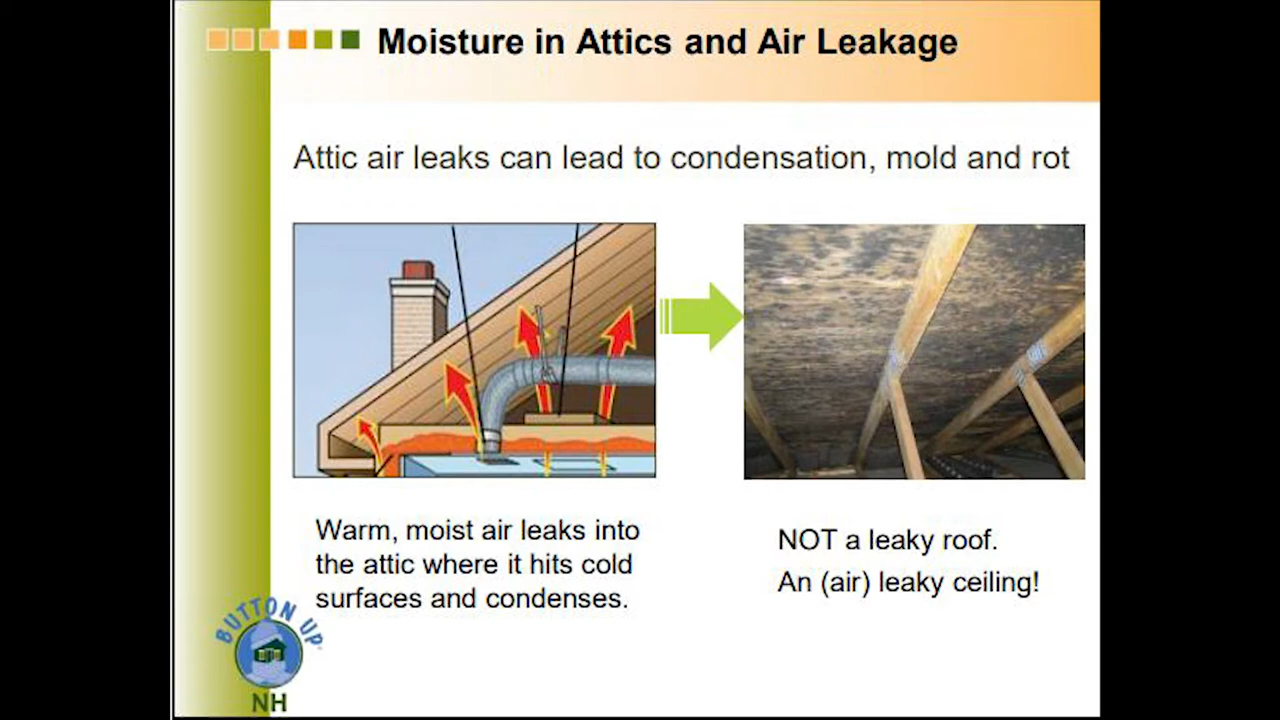 Moisture in Attics and Air Leakage
Attic air leaks can lead to condensation, mold and rot
Warm, moist air leaks into
the attic where it hits cold
surfaces and condenses.
NOT a leaky roof.
An (air) leaky ceiling!
BUTTON UP
NH